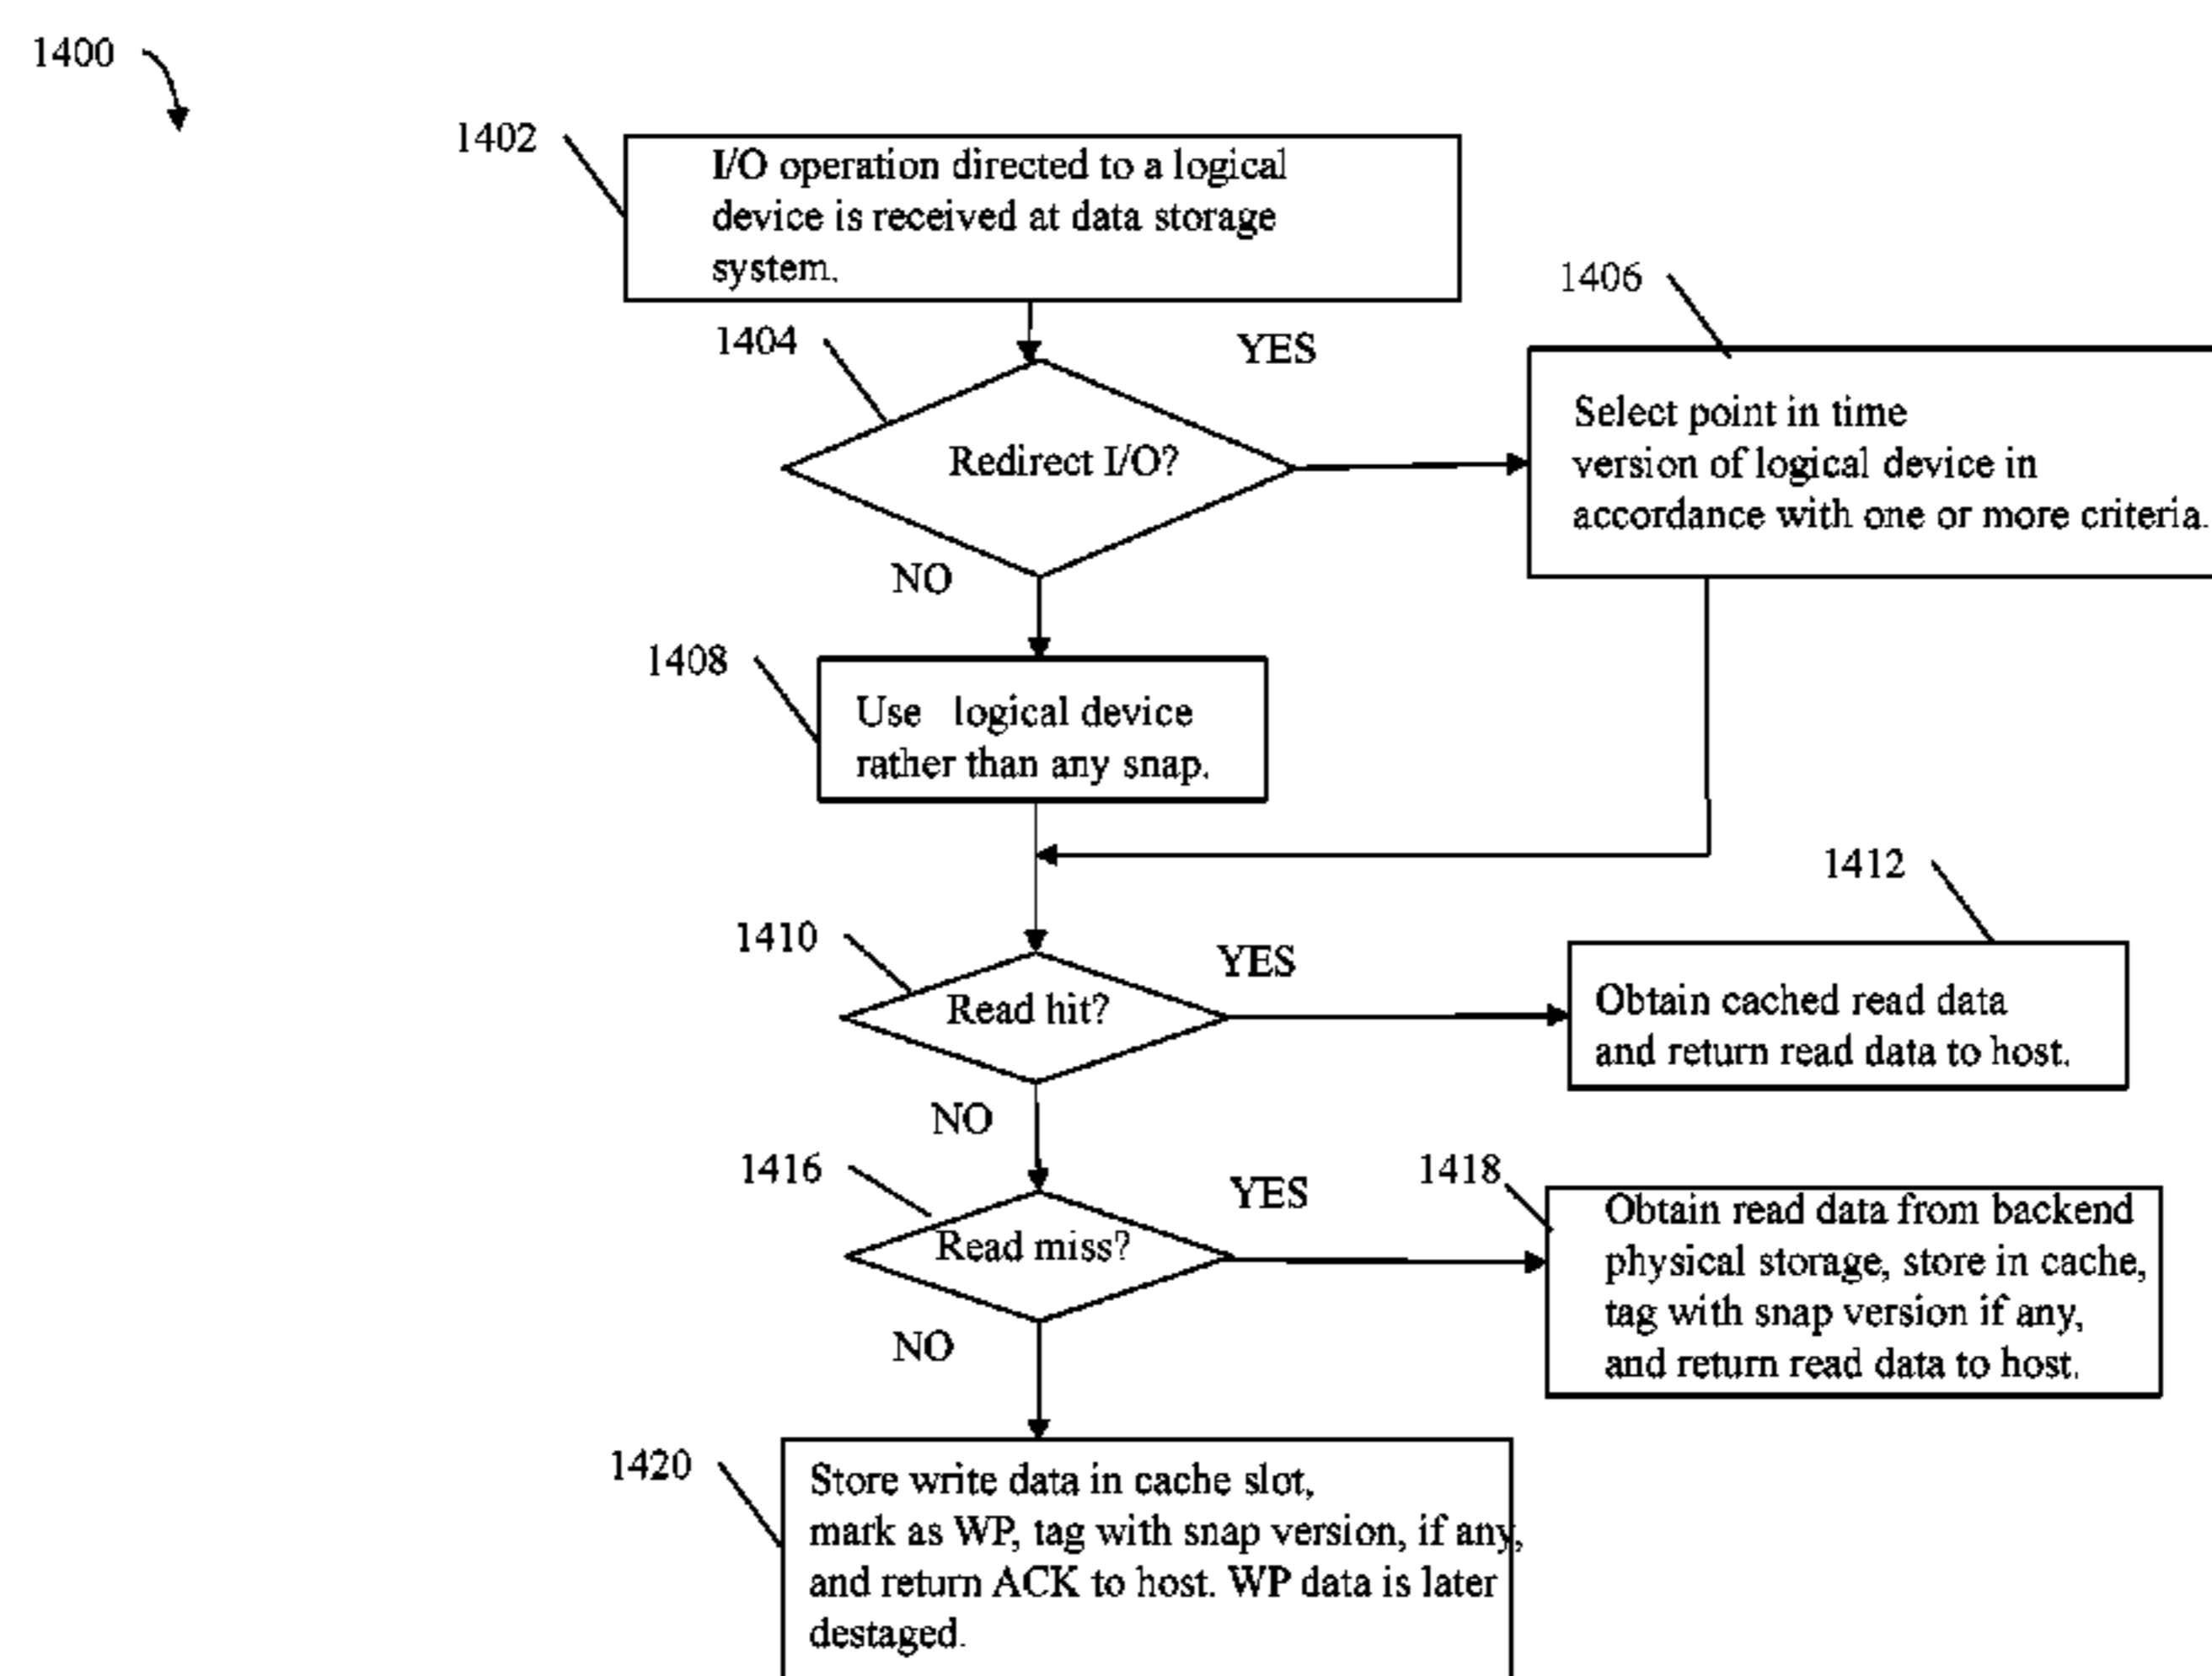 1400
1402
I/O operation directed to a logical
device is received at data storage
system.
1404
YES
1406
Redirect I/O?
Select point in time
version of logical device in
accordance with one or more criteria.
NO
1408
Use logical device
rather than any snap.
1410
YES
1412
Read hit?
Obtain cached read data
and return read data to host.
NO
1416
YES
1418
Read miss?
Obtain read data from backend
physical storage, store in cache,
tag with snap version if any,
and return read data to host.
NO
1420
Store write data in cache slot,
mark as WP, tag with snap version, if any,
and return ACK to host. WP data is later
destaged.